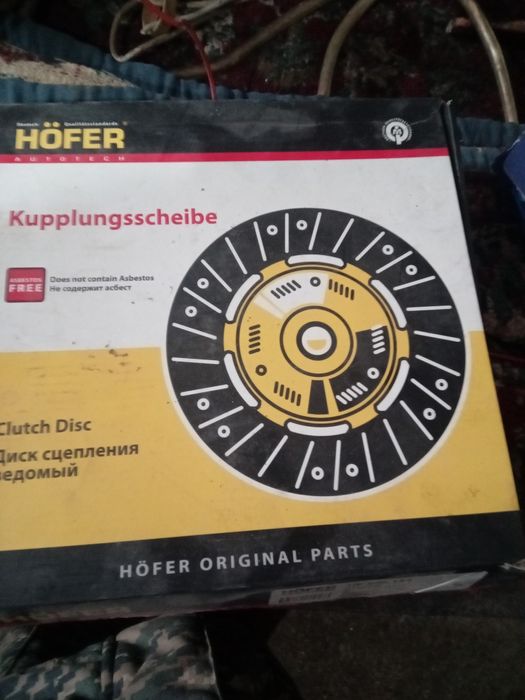 Deutsch Qualitätsstandards
HÖFER
AUTOTECH
Kupplungsscheibe
ASBESTOS
FREE
Does not contain Asbestos
Не содержит асбест
Clutch Disc
Диск сцепления
ведомый
HÖFER ORIGINAL PARTS
HÖFER